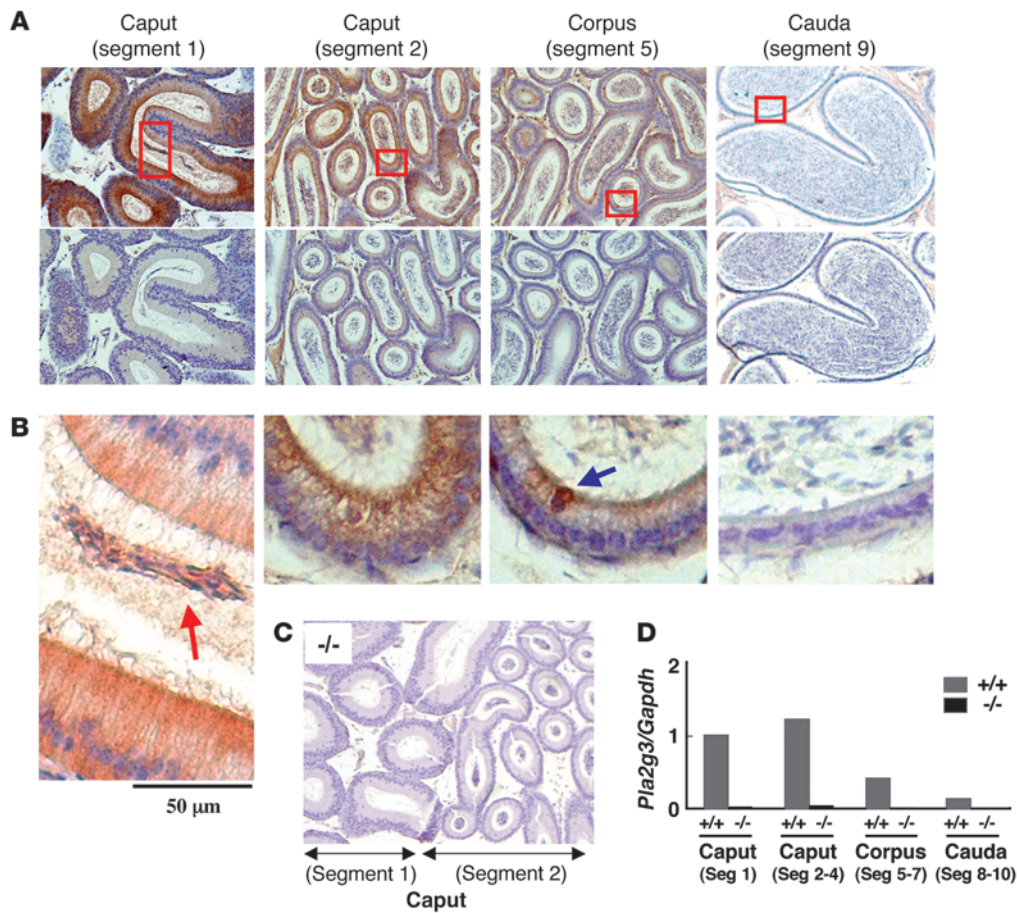 A
Caput
(segment 1)
Caput
(segment 2)
Corpus
(segment 5)
Cauda
(segment 9)
B
50 µm
C
-/-
(Segment 1)
(Segment 2)
Caput
D
Pla2g3/Gapdh
2
1
0
+/+
-/-
+/+ -/- +/+ -/- +/+ -/- +/+ -/-
Caput
(Seg 1)
Caput
(Seg 2-4)
Corpus
(Seg 5-7)
Cauda
(Seg 8-10)